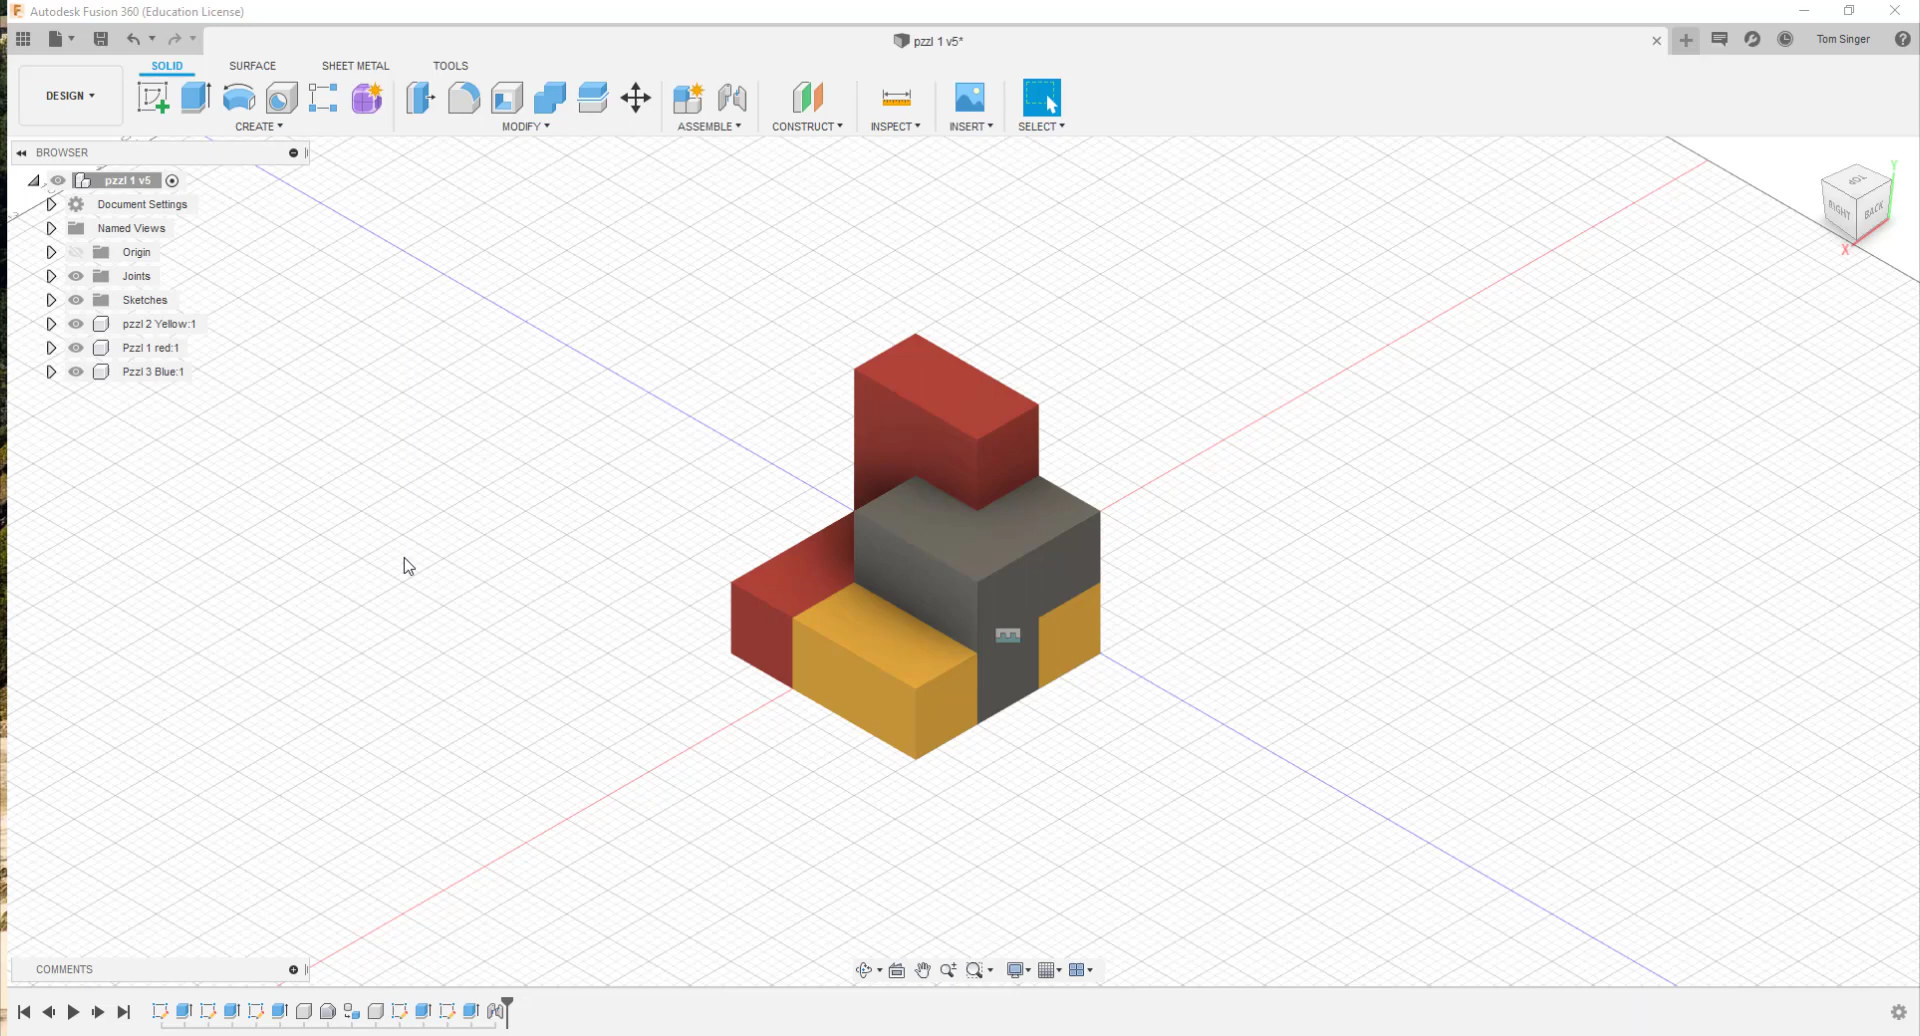 Autodesk Fusion 360 (Education License)
pzzl 1 v5*
Tom Singer
SOLID SURFACE SHEET METAL TOOLS
DESIGN ▾
CREATE ▾ MODIFY ▾ ASSEMBLE ▾ CONSTRUCT ▾ INSPECT ▾ INSERT ▾ SELECT ▾
BROWSER
pzzl 1 v5
Document Settings
Named Views
Origin
Joints
Sketches
pzzl 2 Yellow:1
Pzzl 1 red:1
Pzzl 3 Blue:1
Y
TOP
RIGHT BACK
X
COMMENTS